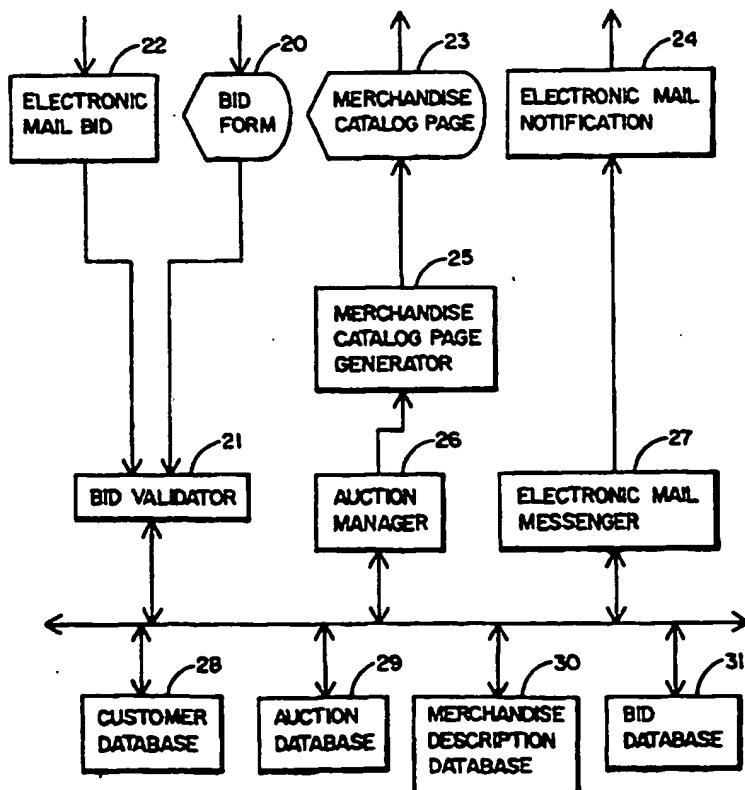 22
20
23
24
ELECTRONIC
MAIL BID
BID
FORM
MERCHANDISE
CATALOG PAGE
ELECTRONIC MAIL
NOTIFICATION
25
MERCHANDISE
CATALOG PAGE
GENERATOR
21
26
27
BID VALIDATOR
AUCTION
MANAGER
ELECTRONIC MAIL
MESSENGER
28
29
30
31
CUSTOMER
DATABASE
AUCTION
DATABASE
MERCHANDISE
DESCRIPTION
DATABASE
BID
DATABASE